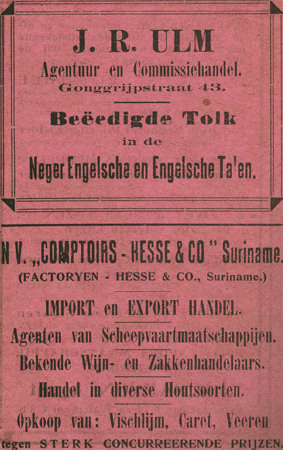 J. R. ULM
Agentuur en Commissiehandel.
Gonggrijpstraat 43.
Beëedigde Tolk
in de
Neger Engelsche en Engelsche Ta'en.
N V. „COMPTOIRS - HESSE & CO" Suriname.
(FACTORYEN - HESSE & CO., Suriname.)
IMPORT en EXPORT HANDEL.
Agenten van Scheepvaartmaatschappijen.
Bekende Wijn- en Zakkenhandelaars.
Handel in diverse Houtsoorten.
Opkoop van: Vischlijm, Caret, Veeren
tegen STERK CONCURREERENDE PRIJZEN.